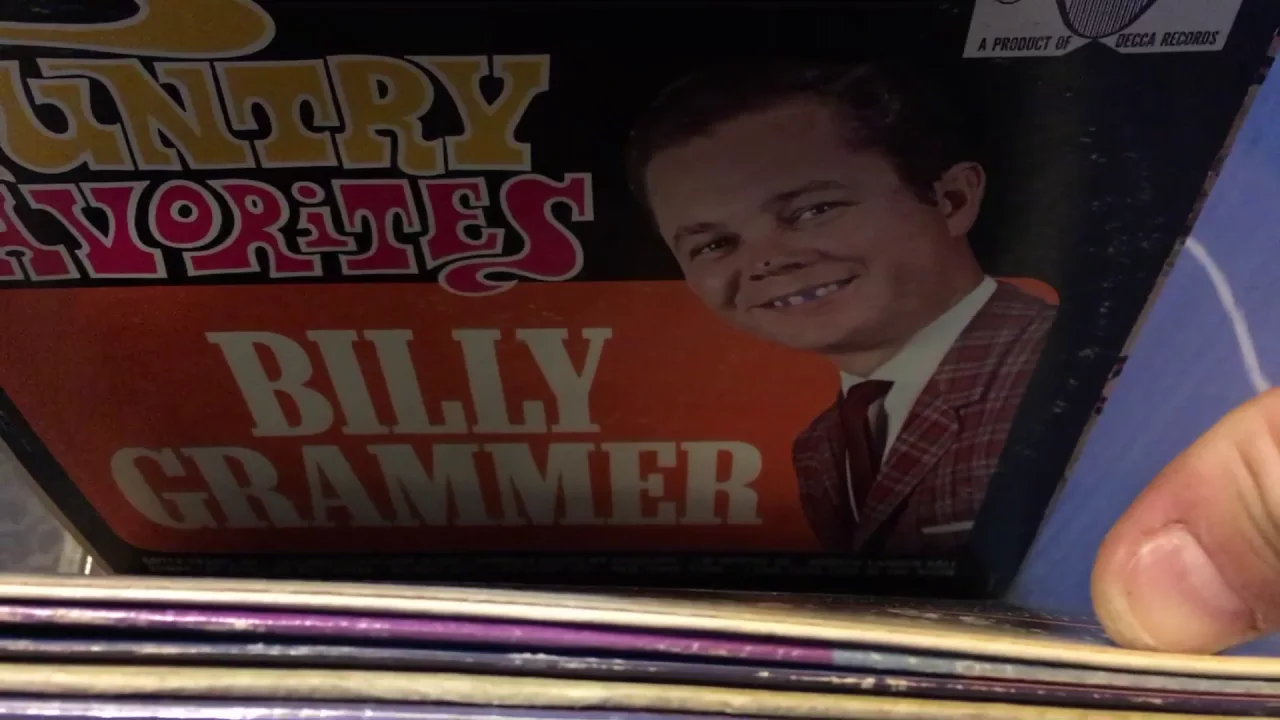 A PRODUCT OF DECCA RECORDS
UNTRY
AVORITES
BILLY
GRAMMER